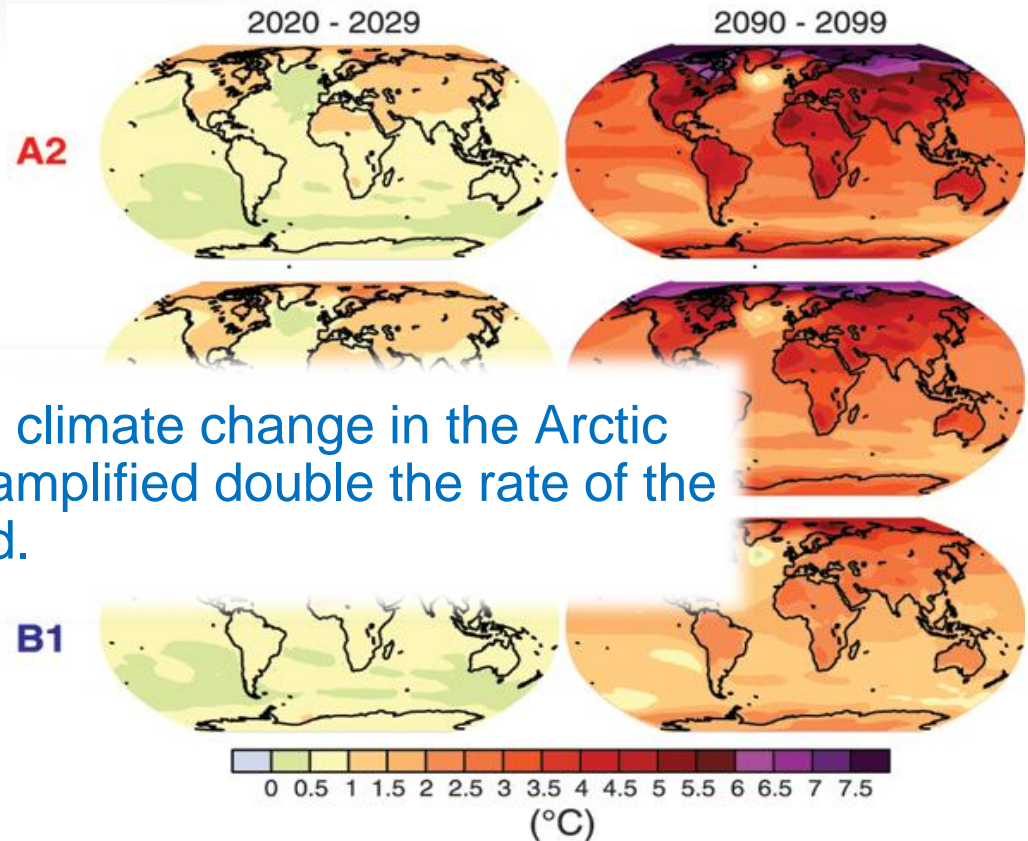 2020 - 2029 2090 - 2099
A2
climate change in the Arctic
amplified double the rate of the
d.
B1
0 0.5 1 1.5 2 2.5 3 3.5 4 4.5 5 5.5 6 6.5 7 7.5
(°C)